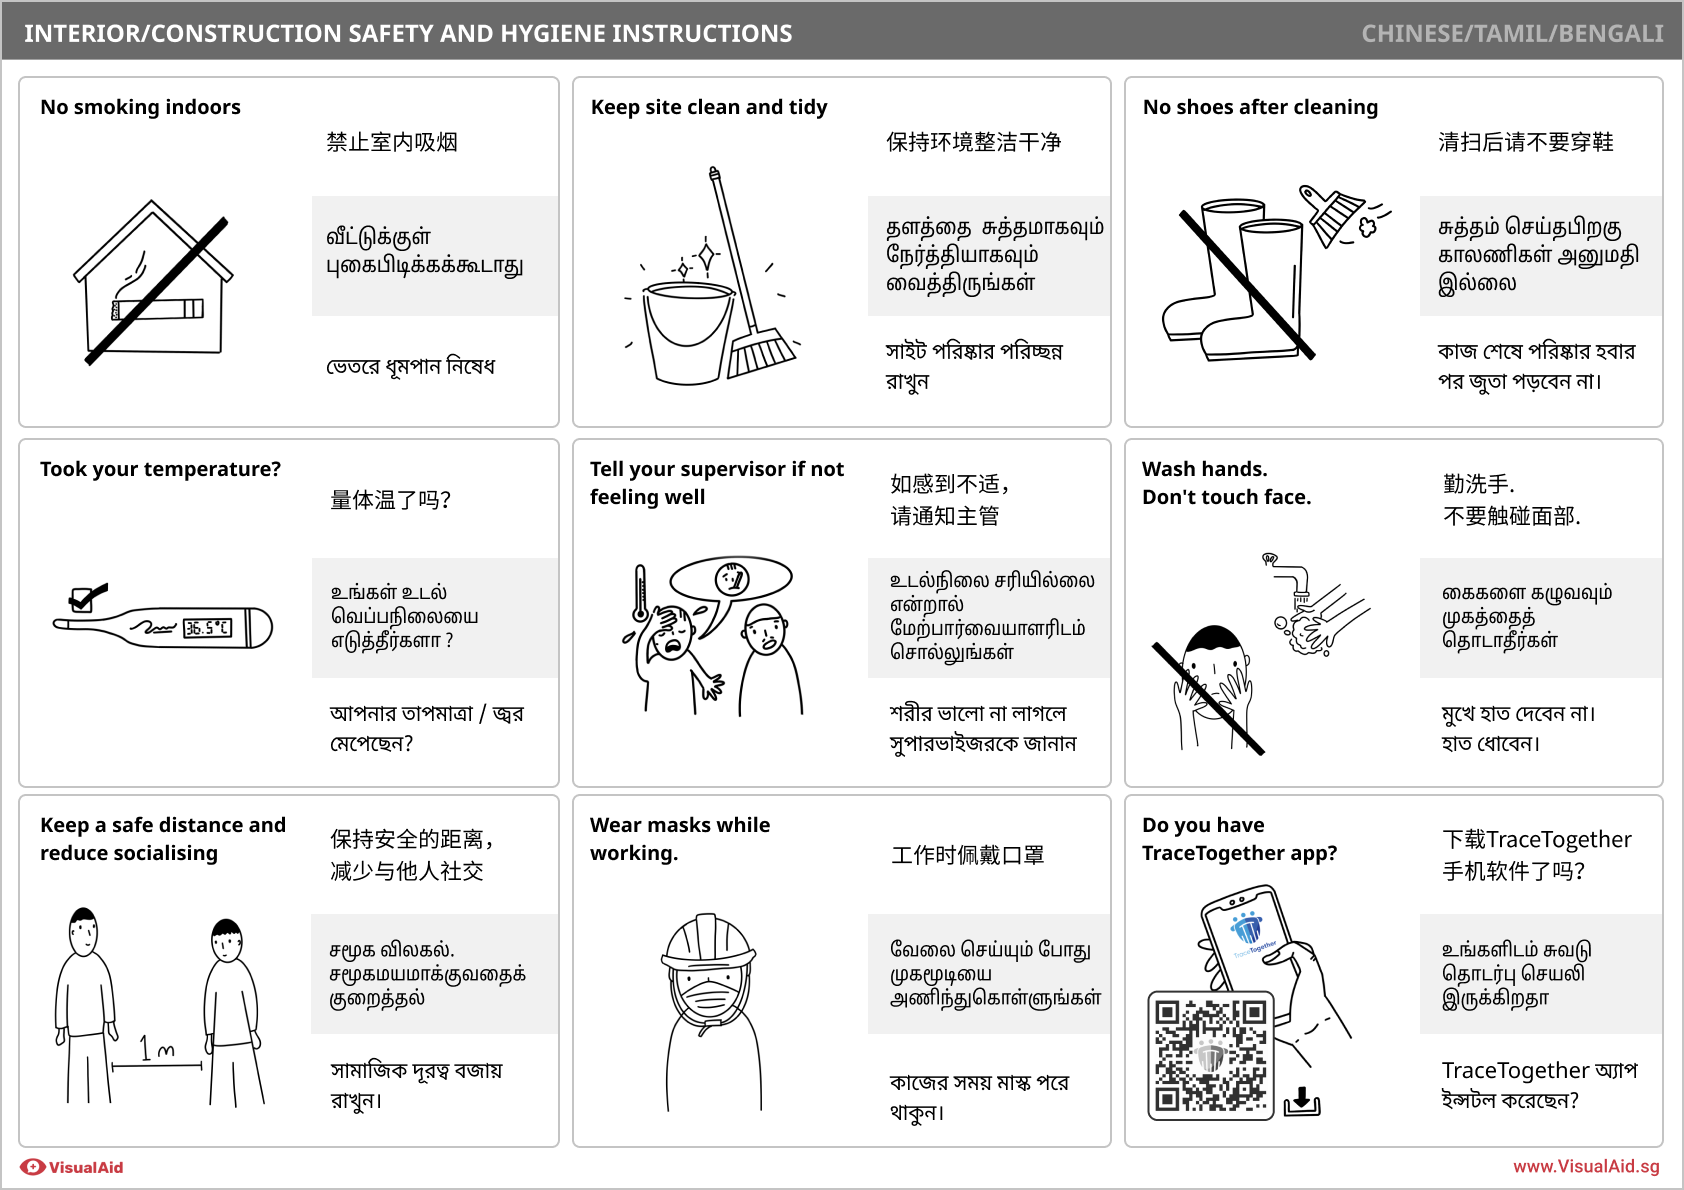 INTERIOR/CONSTRUCTION SAFETY AND HYGIENE INSTRUCTIONS
CHINESE/TAMIL/BENGALI
No smoking indoors
禁止室内吸烟
வீட்டுக்குள்
புகைபிடிக்கக்கூடாது
ভেতরে ধূমপান নিষেধ
Keep site clean and tidy
保持环境整洁干净
தளத்தை சுத்தமாகவும்
நேர்த்தியாகவும்
வைத்திருங்கள்
সাইট পরিষ্কার পরিচ্ছন্ন
রাখুন
No shoes after cleaning
清扫后请不要穿鞋
சுத்தம் செய்தபிறகு
காலணிகள் அனுமதி
இல்லை
কাজ শেষে পরিষ্কার হবার
পর জুতা পড়বেন না।
Took your temperature?
量体温了吗?
36.5°C
உங்கள் உடல்
வெப்பநிலையை
எடுத்தீர்களா ?
আপনার তাপমাত্রা / জ্বর
মেপেছেন?
Tell your supervisor if not
feeling well
如感到不适，
请通知主管
உடல்நிலை சரியில்லை
என்றால்
மேற்பார்வையாளரிடம்
சொல்லுங்கள்
শরীর ভালো না লাগলে
সুপারভাইজরকে জানান
Wash hands.
Don't touch face.
勤洗手.
不要触碰面部.
கைகளை கழுவவும்
முகத்தைத்
தொடாதீர்கள்
মুখে হাত দেবেন না।
হাত ধোবেন।
Keep a safe distance and
reduce socialising
保持安全的距离，
减少与他人社交
சமூக விலகல்.
சமூகமயமாக்குவதைக்
குறைத்தல்
1m
সামাজিক দূরত্ব বজায়
রাখুন।
Wear masks while
working.
工作时佩戴口罩
வேலை செய்யும் போது
முகமூடியை
அணிந்துகொள்ளுங்கள்
কাজের সময় মাস্ক পরে
থাকুন।
Do you have
TraceTogether app?
下载TraceTogether
手机软件了吗?
TraceTogether
உங்களிடம் சுவடு
தொடர்பு செயலி
இருக்கிறதா
TraceTogether অ্যাপ
ইন্সটল করেছেন?
VisualAid
www.VisualAid.sg